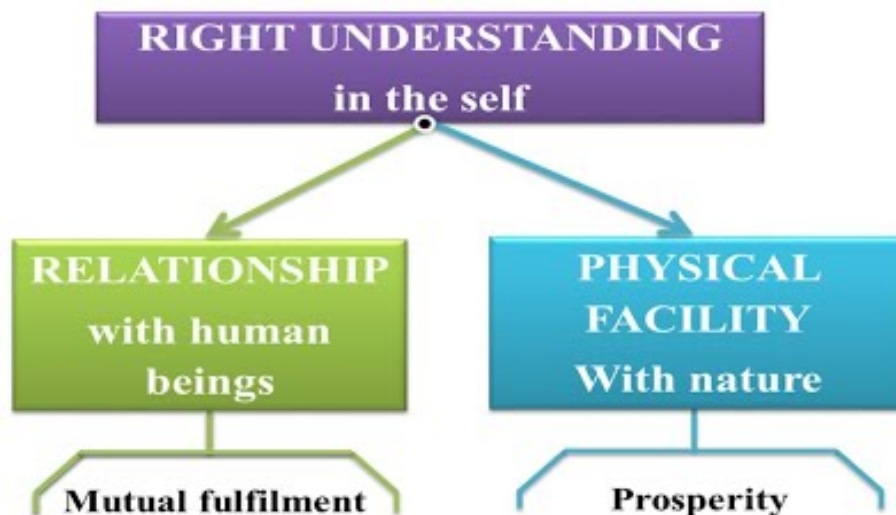 RIGHT UNDERSTANDING
in the self
RELATIONSHIP
with human
beings
PHYSICAL
FACILITY
With nature
Mutual fulfilment
Prosperity